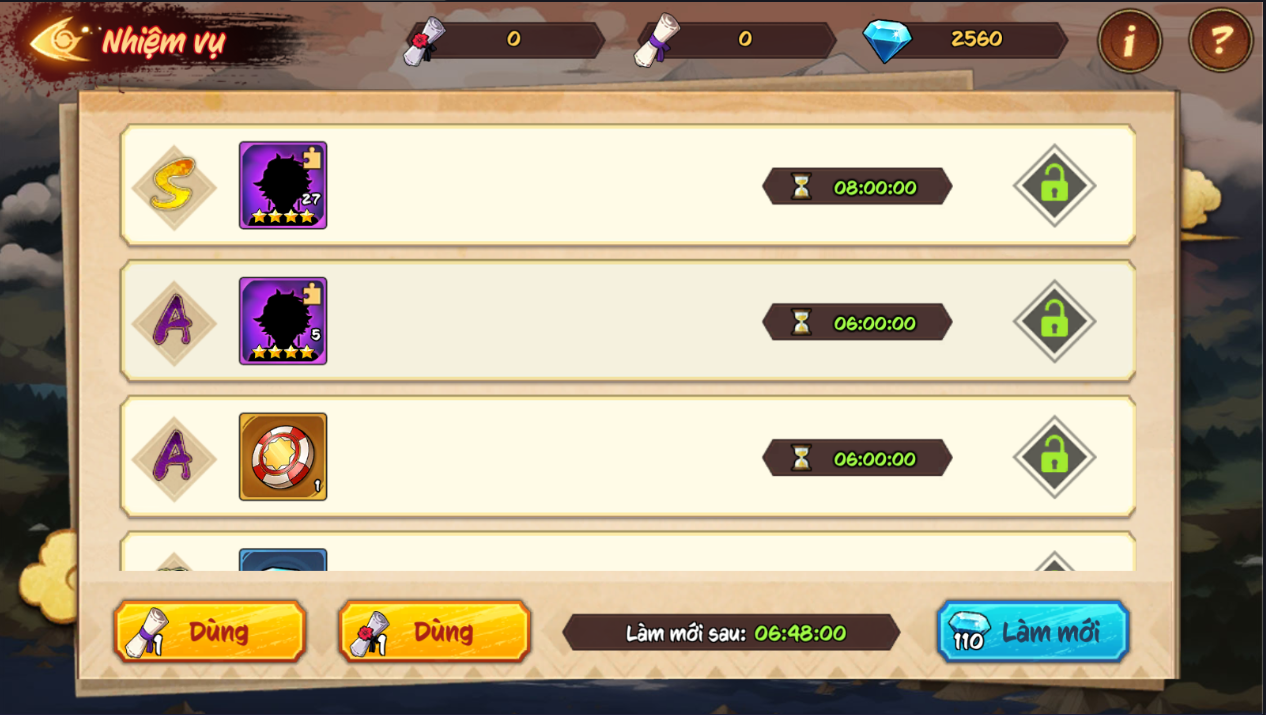 Nhiệm vụ
0
0
2560
i
?
S
27
08:00:00
A
5
06:00:00
A
1
06:00:00
1 Dùng
1 Dùng
Làm mới sau: 06:48:00
110 Làm mới